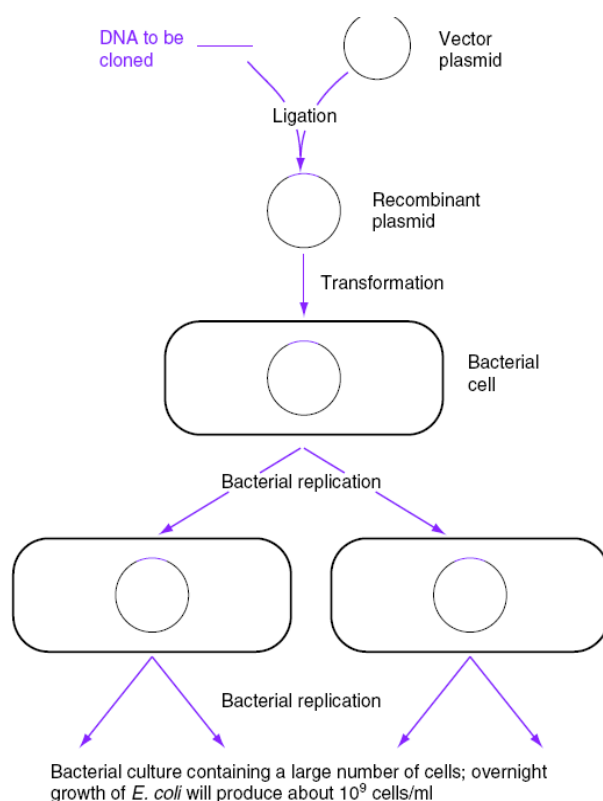 DNA to be
cloned
Vector
plasmid
Ligation
Recombinant
plasmid
Transformation
Bacterial
cell
Bacterial replication
Bacterial replication
Bacterial culture containing a large number of cells; overnight
growth of E. coli will produce about 10⁹ cells/ml